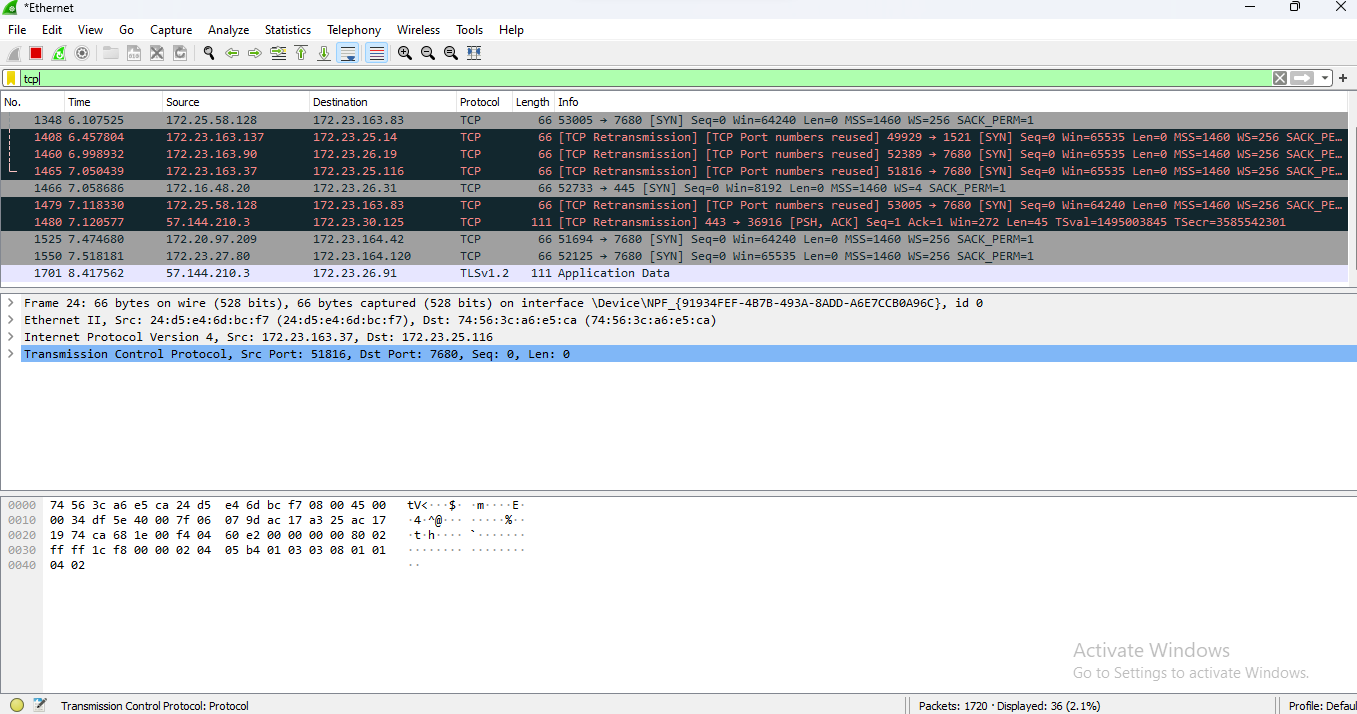 *Ethernet
File Edit View Go Capture Analyze Statistics Telephony Wireless Tools Help
tcp
No. Time Source Destination Protocol Length Info
1348 6.107525 172.25.58.128 172.23.163.83 TCP 66 53005 → 7680 [SYN] Seq=0 Win=64240 Len=0 MSS=1460 WS=256 SACK_PERM=1
1408 6.457804 172.23.163.137 172.23.25.14 TCP 66 [TCP Retransmission] [TCP Port numbers reused] 49929 → 1521 [SYN] Seq=0 Win=65535 Len=0 MSS=1460 WS=256 SACK_PE…
1460 6.998932 172.23.163.90 172.23.26.19 TCP 66 [TCP Retransmission] [TCP Port numbers reused] 52389 → 7680 [SYN] Seq=0 Win=65535 Len=0 MSS=1460 WS=256 SACK_PE…
1465 7.050439 172.23.163.37 172.23.25.116 TCP 66 [TCP Retransmission] [TCP Port numbers reused] 51816 → 7680 [SYN] Seq=0 Win=65535 Len=0 MSS=1460 WS=256 SACK_PE…
1466 7.058686 172.16.48.20 172.23.26.31 TCP 66 52733 → 445 [SYN] Seq=0 Win=8192 Len=0 MSS=1460 WS=4 SACK_PERM=1
1479 7.118330 172.25.58.128 172.23.163.83 TCP 66 [TCP Retransmission] [TCP Port numbers reused] 53005 → 7680 [SYN] Seq=0 Win=64240 Len=0 MSS=1460 WS=256 SACK_PE…
1480 7.120577 57.144.210.3 172.23.30.125 TCP 111 [TCP Retransmission] 443 → 36916 [PSH, ACK] Seq=1 Ack=1 Win=272 Len=45 TSval=1495003845 TSecr=3585542301
1525 7.474680 172.20.97.209 172.23.164.42 TCP 66 51694 → 7680 [SYN] Seq=0 Win=64240 Len=0 MSS=1460 WS=256 SACK_PERM=1
1550 7.518181 172.23.27.80 172.23.164.120 TCP 66 52125 → 7680 [SYN] Seq=0 Win=65535 Len=0 MSS=1460 WS=256 SACK_PERM=1
1701 8.417562 57.144.210.3 172.23.26.91 TLSv1.2 111 Application Data
Frame 24: 66 bytes on wire (528 bits), 66 bytes captured (528 bits) on interface \Device\NPF_{91934FEF-4B7B-493A-8ADD-A6E7CCB0A96C}, id 0
Ethernet II, Src: 24:d5:e4:6d:bc:f7 (24:d5:e4:6d:bc:f7), Dst: 74:56:3c:a6:e5:ca (74:56:3c:a6:e5:ca)
Internet Protocol Version 4, Src: 172.23.163.37, Dst: 172.23.25.116
Transmission Control Protocol, Src Port: 51816, Dst Port: 7680, Seq: 0, Len: 0
0000 74 56 3c a6 e5 ca 24 d5 e4 6d bc f7 08 00 45 00 tV<···$· ·m····E·
0010 00 34 df 5e 40 00 7f 06 07 9d ac 17 a3 25 ac 17 ·4·^@··· ·····%··
0020 19 74 ca 68 1e 00 f4 04 60 e2 00 00 00 00 80 02 ·t·h···· `·······
0030 ff ff 1c f8 00 00 02 04 05 b4 01 03 03 08 01 01 ········ ········
0040 04 02 ··
Activate Windows
Go to Settings to activate Windows.
Transmission Control Protocol: Protocol Packets: 1720 · Displayed: 36 (2.1%) Profile: Defaul